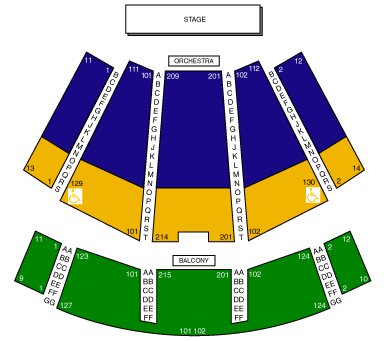 STAGE
ORCHESTRA
11 1 111 101 209 201 102 112 2 12
A A
B B B B
C C C C
D D D D
E E E E
F F F F
G G G G
H H H H
J J J J
K K K K
L L L L
M M M M
N N N N
O O O O
P P P P
Q Q Q Q
R R R R
S S S S
T T
13 1 129 101 214 201 102 130 2 14
BALCONY
11 1 123 101 215 201 102 124 2 12
AA AA AA AA
BB BB BB BB
CC CC CC CC
DD DD DD DD
EE EE EE EE
FF FF FF FF
GG GG
9 1 127 101 102 124 2 10